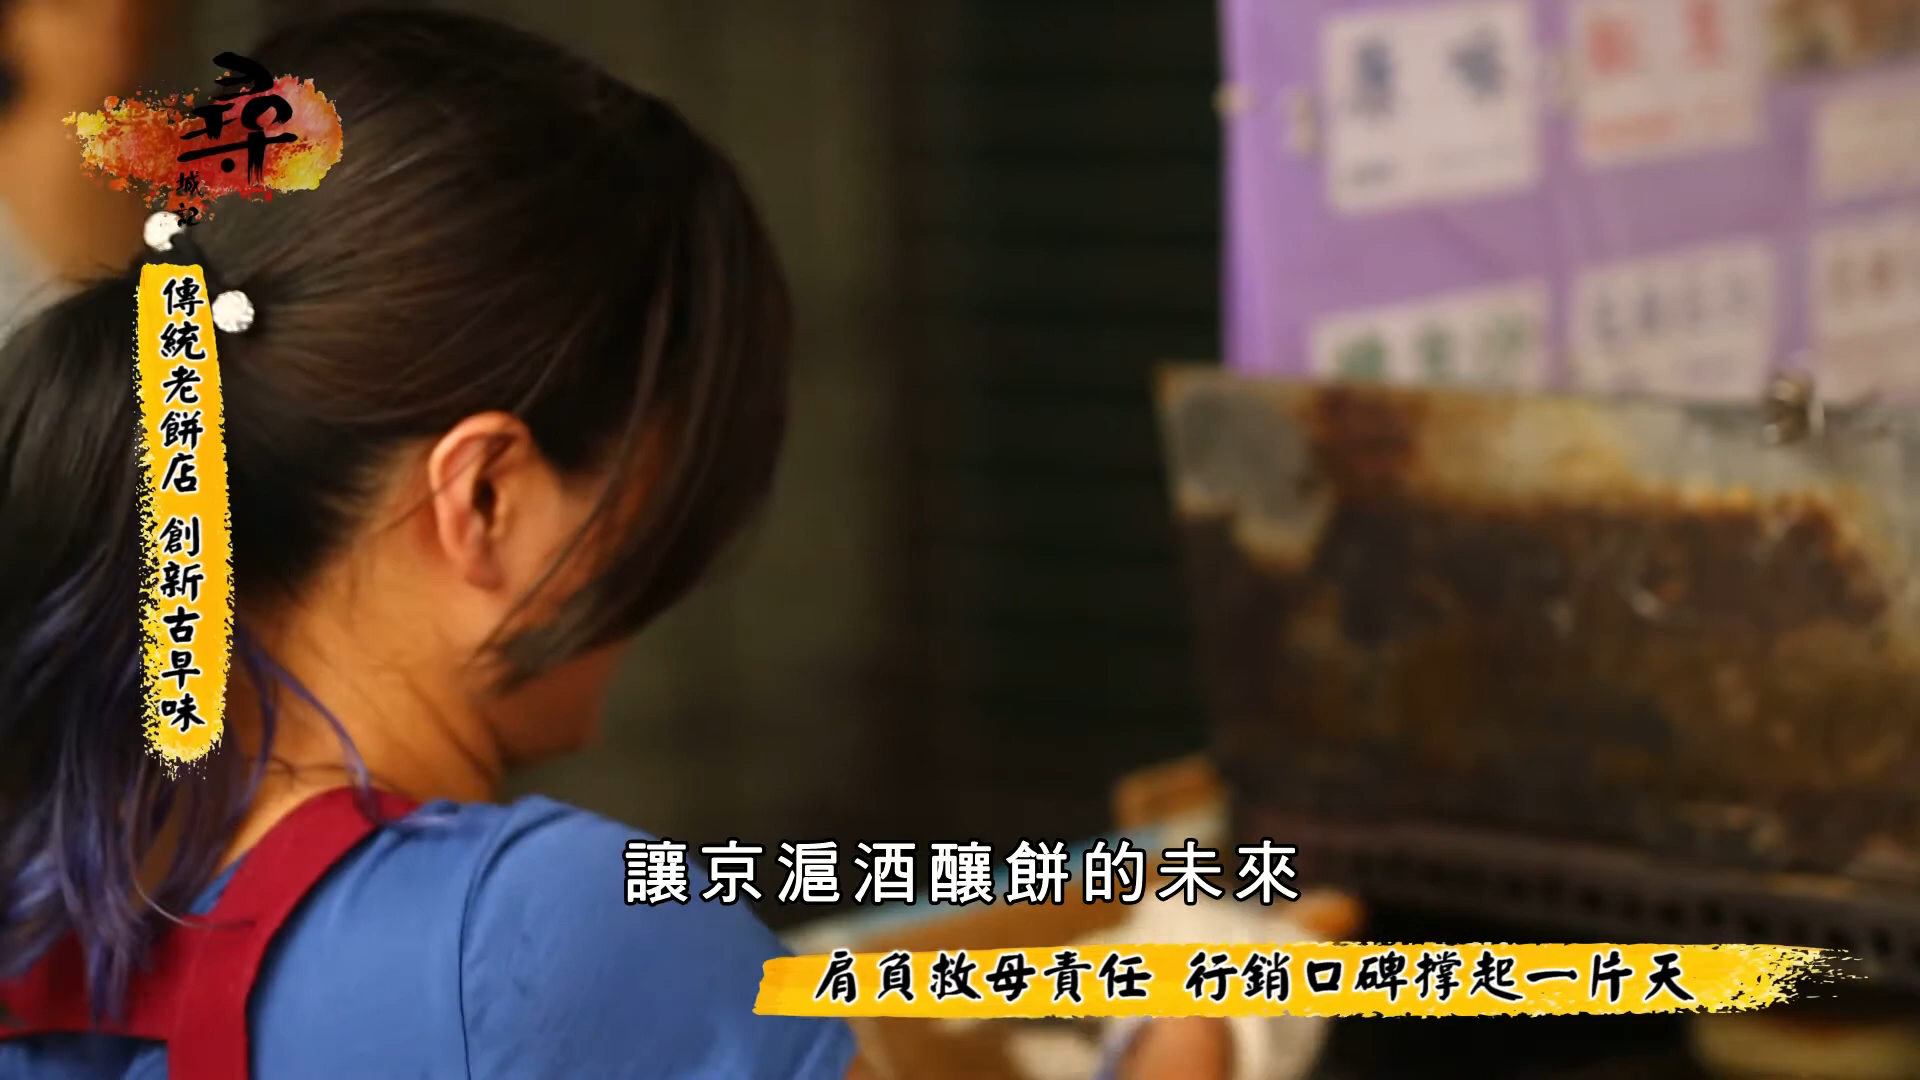 尋
城記
傳統老餅店 創新古早味
讓京滬酒釀餅的未來
肩負救母責任 行銷口碑撐起一片天